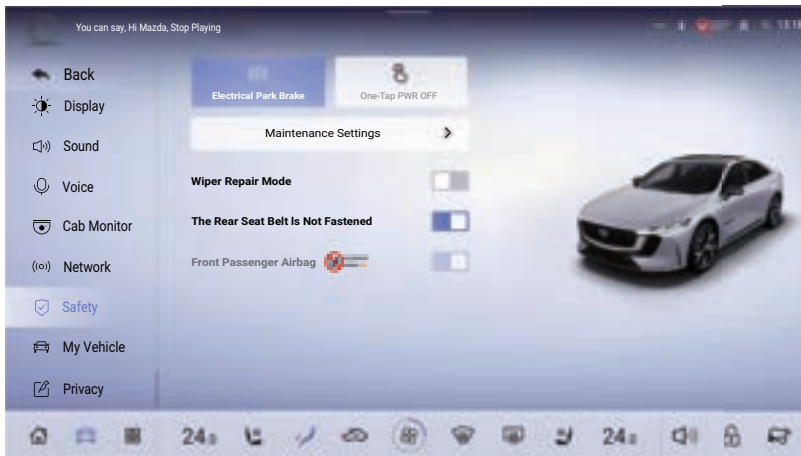 You can say, Hi Mazda, Stop Playing
Back
Display
Sound
Voice
Cab Monitor
Network
Safety
My Vehicle
Privacy
Electrical Park Brake
One-Tap PWR OFF
Maintenance Settings
Wiper Repair Mode
The Rear Seat Belt Is Not Fastened
Front Passenger Airbag
24
24